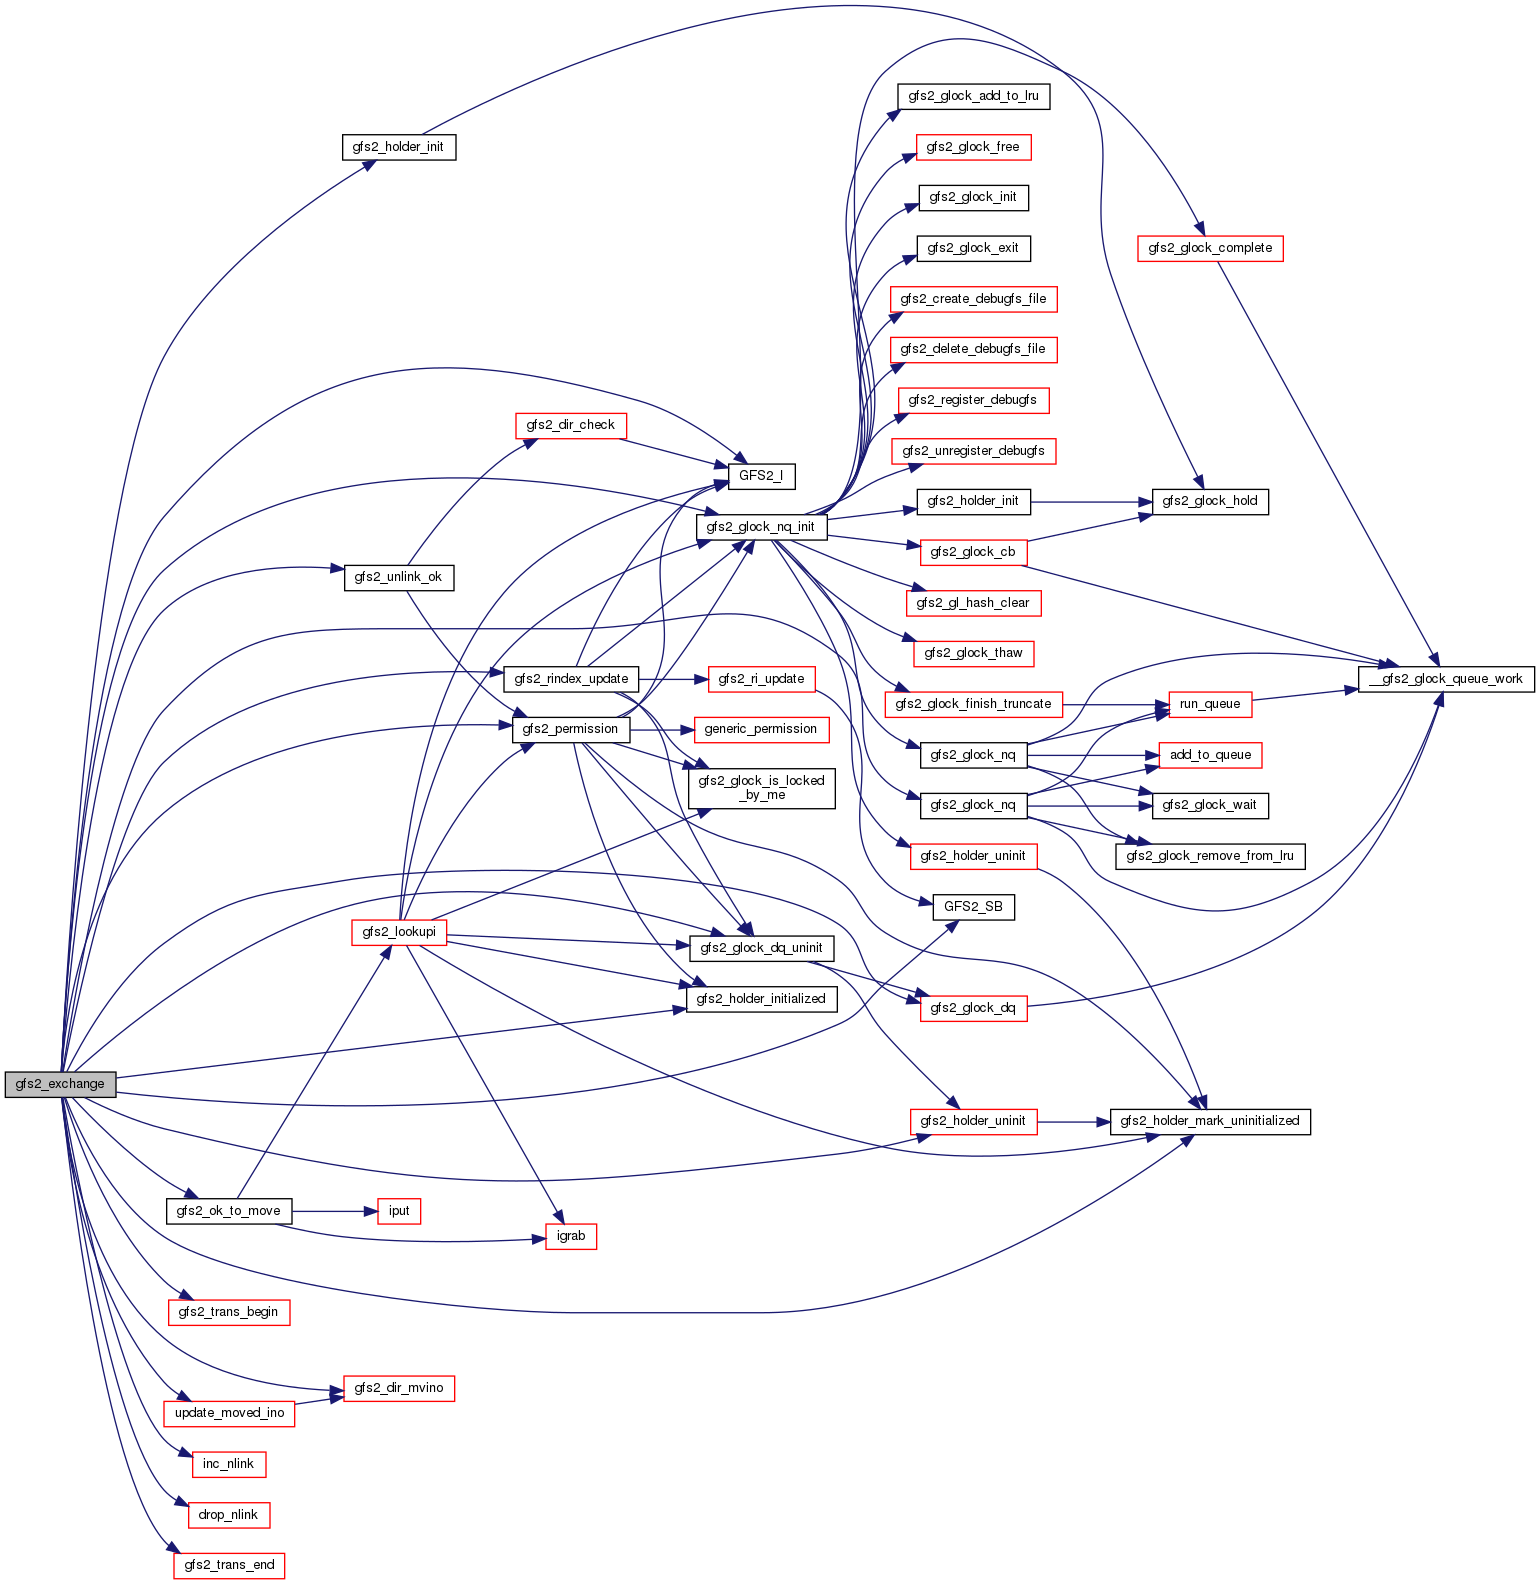 gfs2_glock_add_to_lru
gfs2_holder_init
gfs2_glock_free
gfs2_glock_init
gfs2_glock_exit
gfs2_glock_complete
gfs2_create_debugfs_file
gfs2_delete_debugfs_file
gfs2_register_debugfs
gfs2_dir_check
gfs2_unregister_debugfs
GFS2_I
gfs2_holder_init
gfs2_glock_hold
gfs2_glock_nq_init
gfs2_glock_cb
gfs2_unlink_ok
gfs2_gl_hash_clear
gfs2_glock_thaw
gfs2_rindex_update
gfs2_ri_update
__gfs2_glock_queue_work
gfs2_glock_finish_truncate
run_queue
gfs2_permission
generic_permission
gfs2_glock_nq
add_to_queue
gfs2_glock_is_locked
_by_me
gfs2_glock_nq
gfs2_glock_wait
gfs2_holder_uninit
gfs2_glock_remove_from_lru
GFS2_SB
gfs2_lookupi
gfs2_glock_dq_uninit
gfs2_holder_initialized
gfs2_glock_dq
gfs2_exchange
gfs2_holder_uninit
gfs2_holder_mark_uninitialized
gfs2_ok_to_move
iput
igrab
gfs2_trans_begin
gfs2_dir_mvino
update_moved_ino
inc_nlink
drop_nlink
gfs2_trans_end